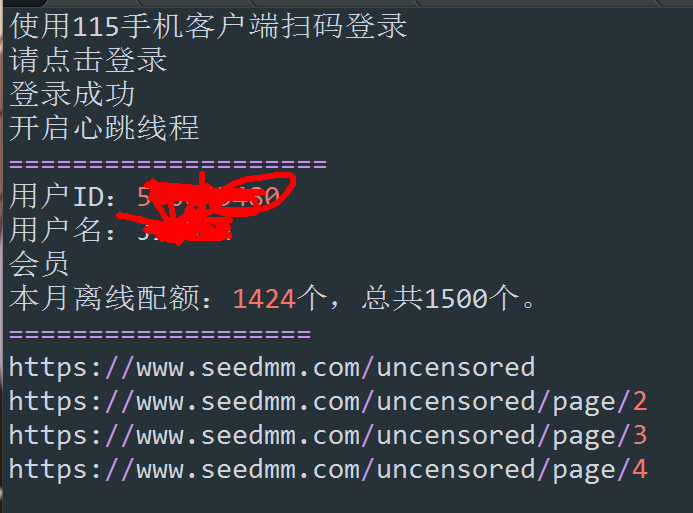 使用115手机客户端扫码登录
请点击登录
登录成功
开启心跳线程
=====================
用户ID：
用户名：
会员
本月离线配额：1424个，总共1500个。
====================
https://www.seedmm.com/uncensored
https://www.seedmm.com/uncensored/page/2
https://www.seedmm.com/uncensored/page/3
https://www.seedmm.com/uncensored/page/4